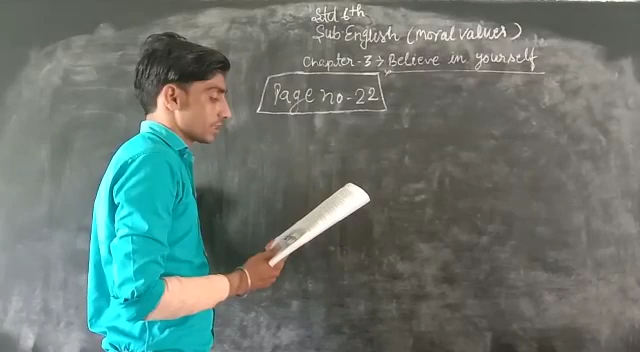 Std 6th
Sub English (moral values)
Chapter-3 → Believe in yourself
Page no-22